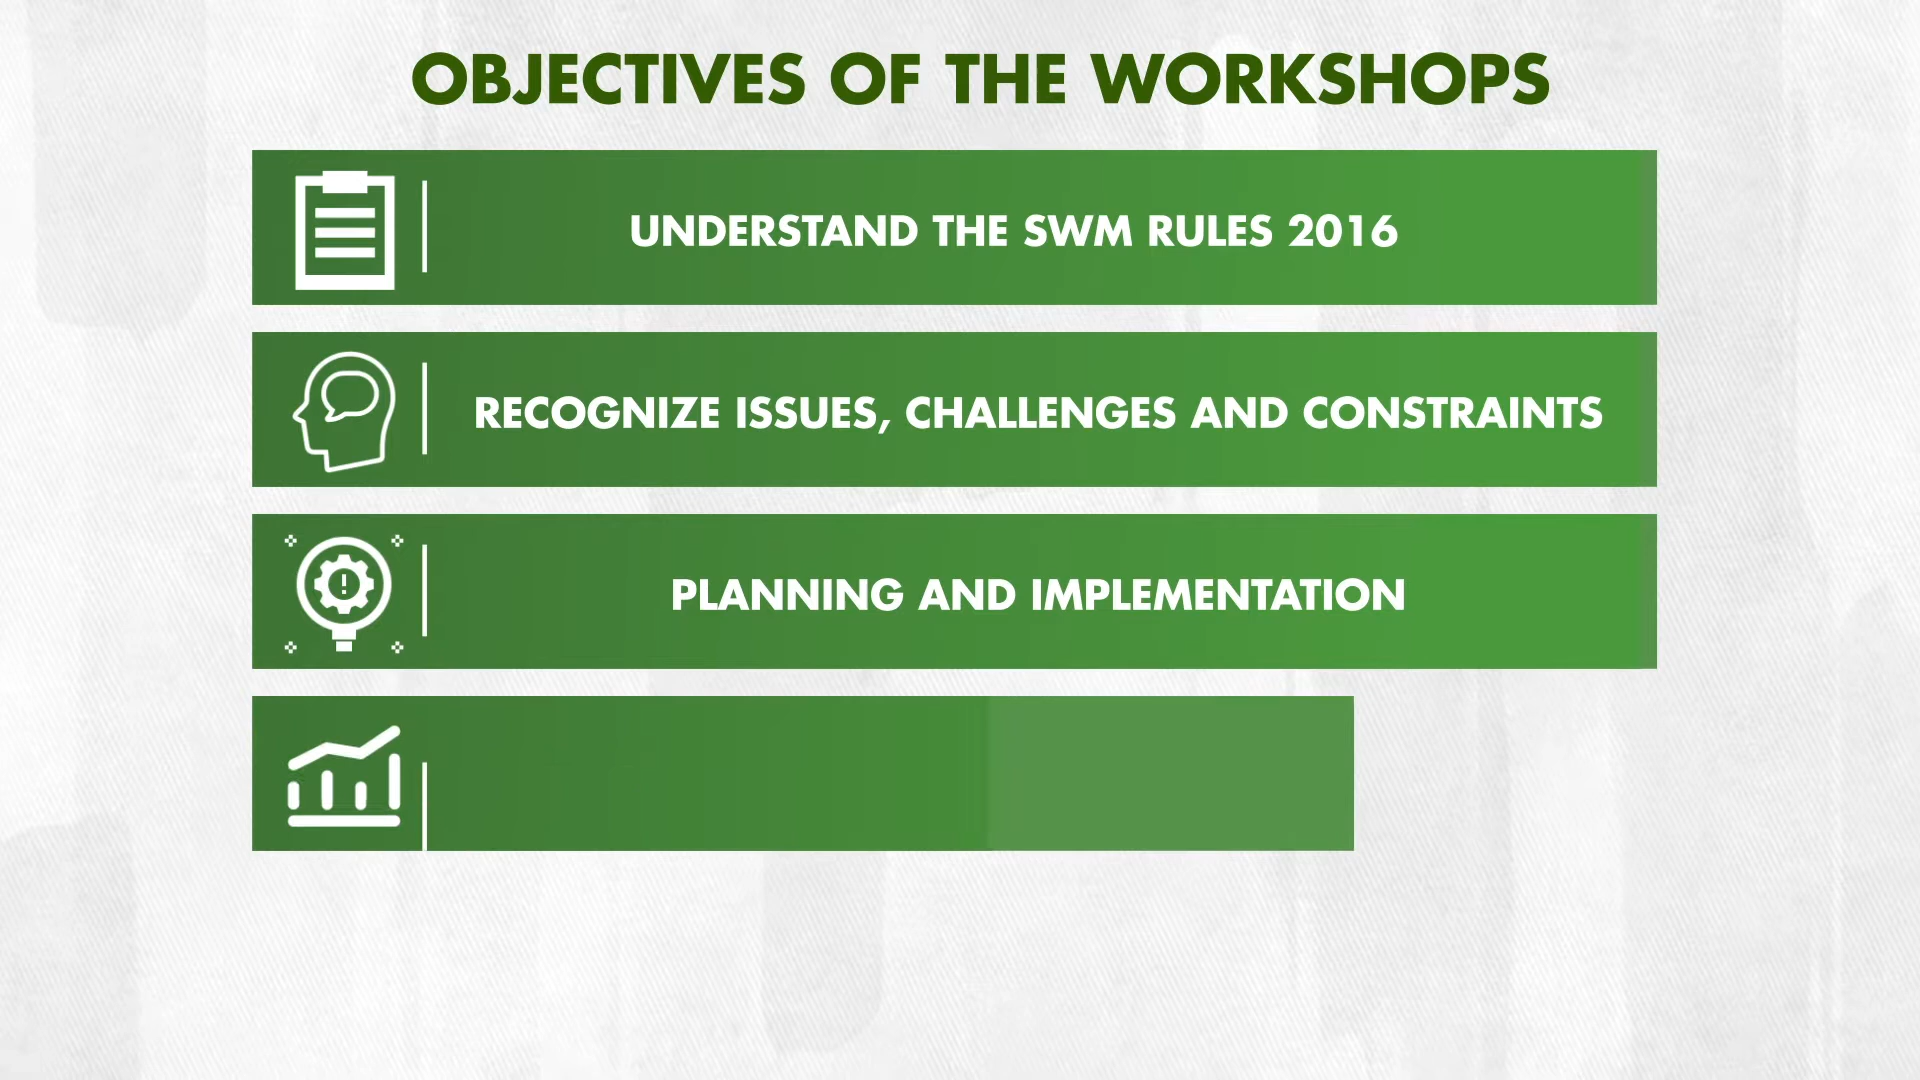 OBJECTIVES OF THE WORKSHOPS
UNDERSTAND THE SWM RULES 2016
RECOGNIZE ISSUES, CHALLENGES AND CONSTRAINTS
PLANNING AND IMPLEMENTATION